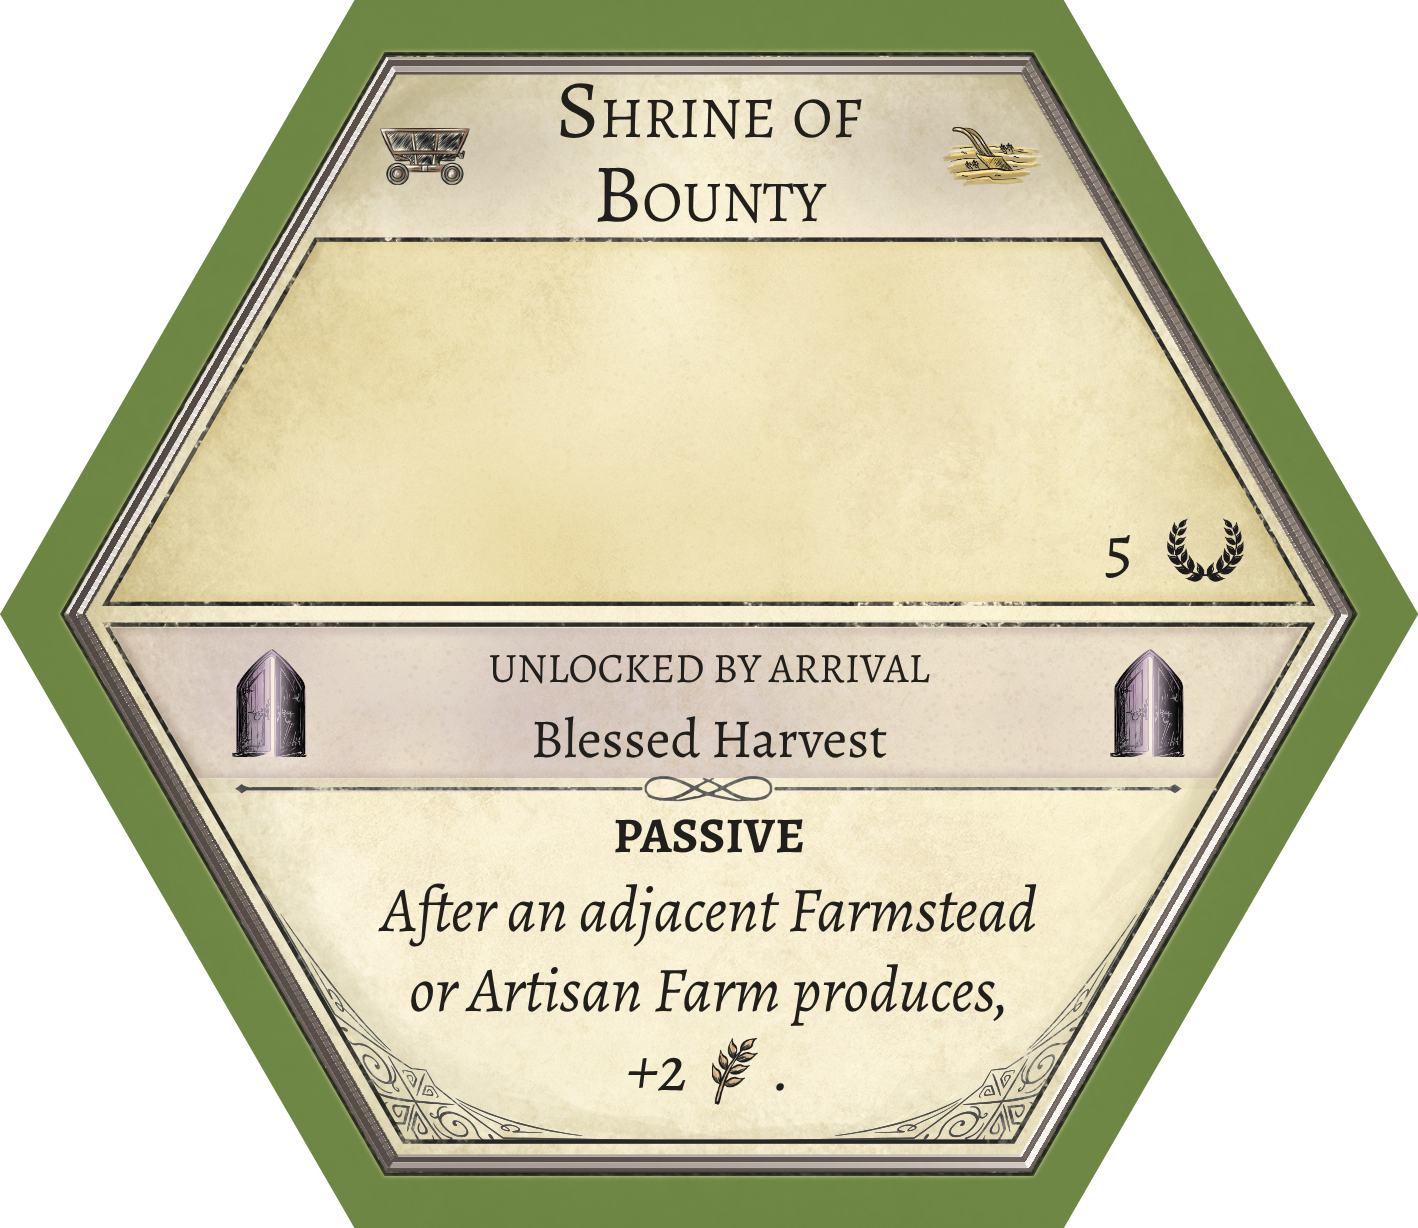 Shrine of
Bounty
5
UNLOCKED BY ARRIVAL
Blessed Harvest
PASSIVE
After an adjacent Farmstead
or Artisan Farm produces,
+2 .